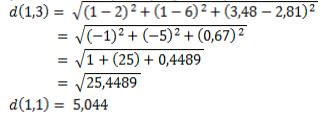 d(1,3) = √((1 − 2)² + (1 − 6)² + (3,48 − 2,81)²)
= √((−1)² + (−5)² + (0,67)²)
= √(1 + (25) + 0,4489)
= √(25,4489)
d(1,1) = 5,044